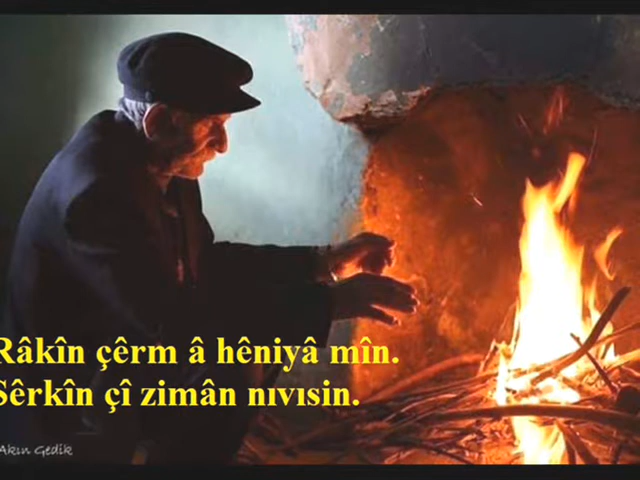 Râkîn çêrm â hêniyâ mîn.
Sêrkîn çî zimân nıvısin.
Akın Gedik